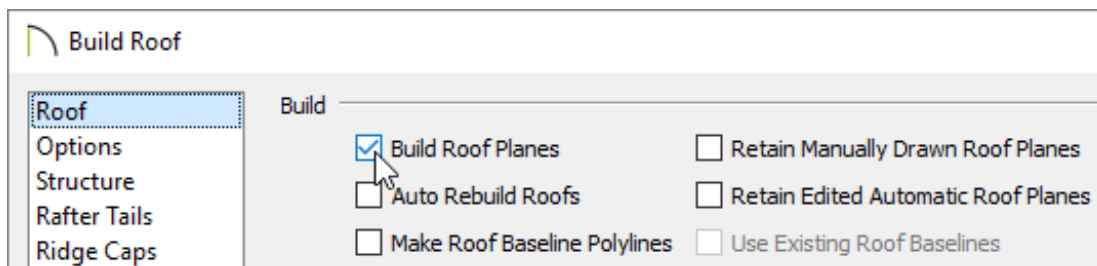 Build Roof
Roof
Options
Structure
Rafter Tails
Ridge Caps
Build
Build Roof Planes
Retain Manually Drawn Roof Planes
Auto Rebuild Roofs
Retain Edited Automatic Roof Planes
Make Roof Baseline Polylines
Use Existing Roof Baselines